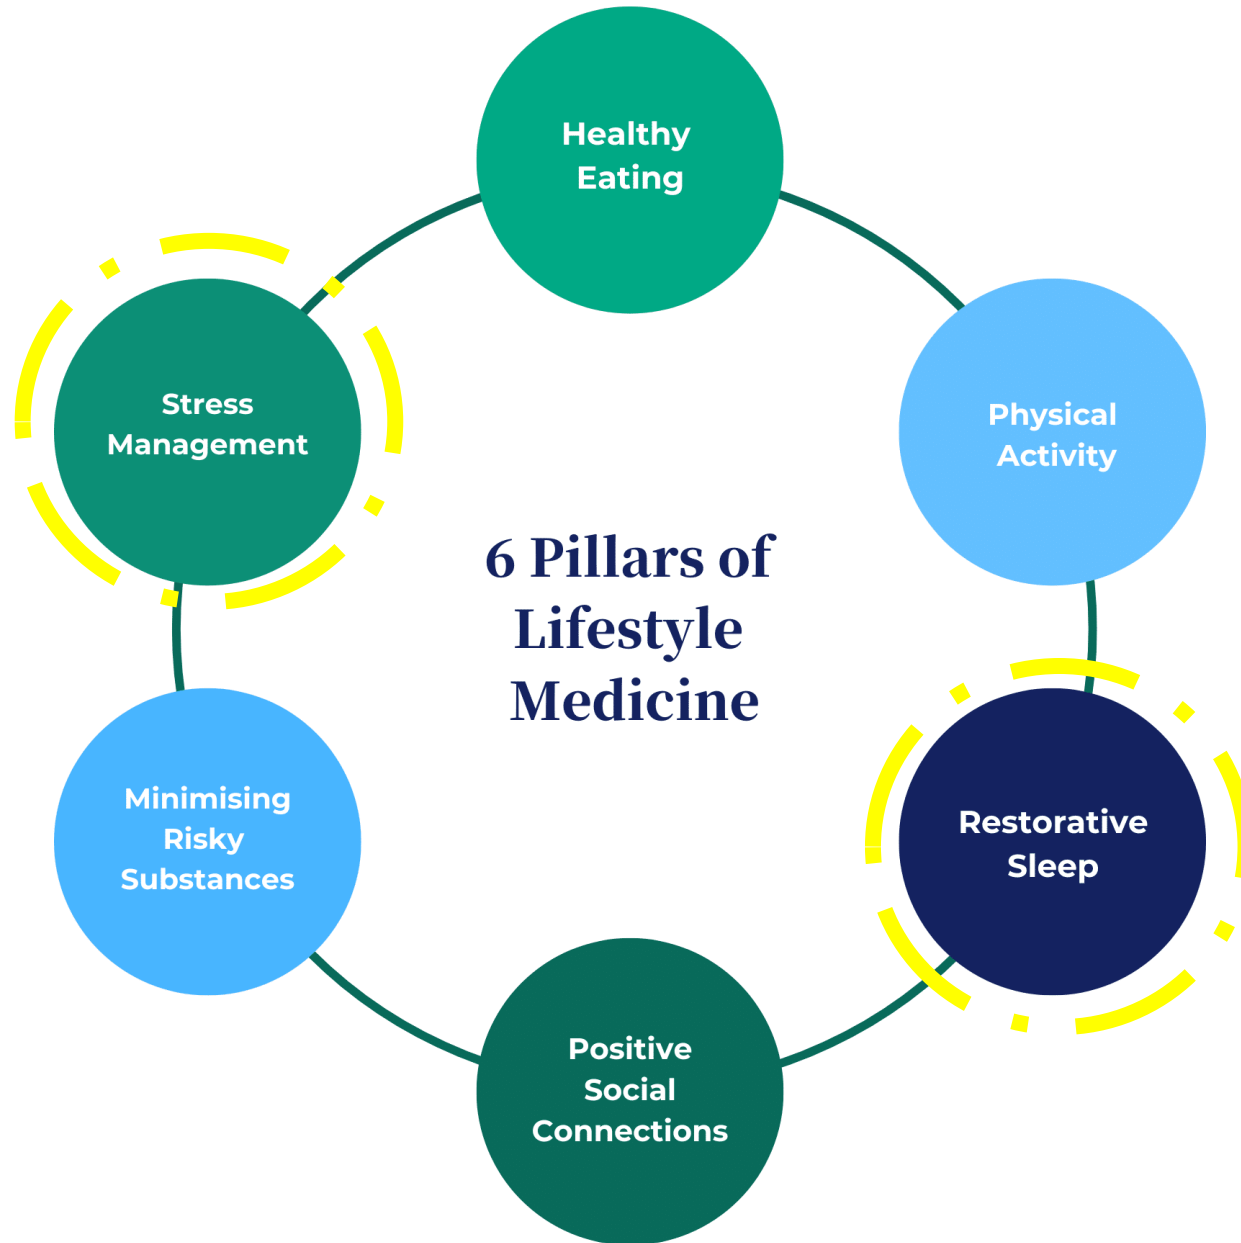 Healthy
Eating
Physical
Activity
Restorative
Sleep
Positive
Social
Connections
Minimising
Risky
Substances
Stress
Management
6 Pillars of
Lifestyle
Medicine